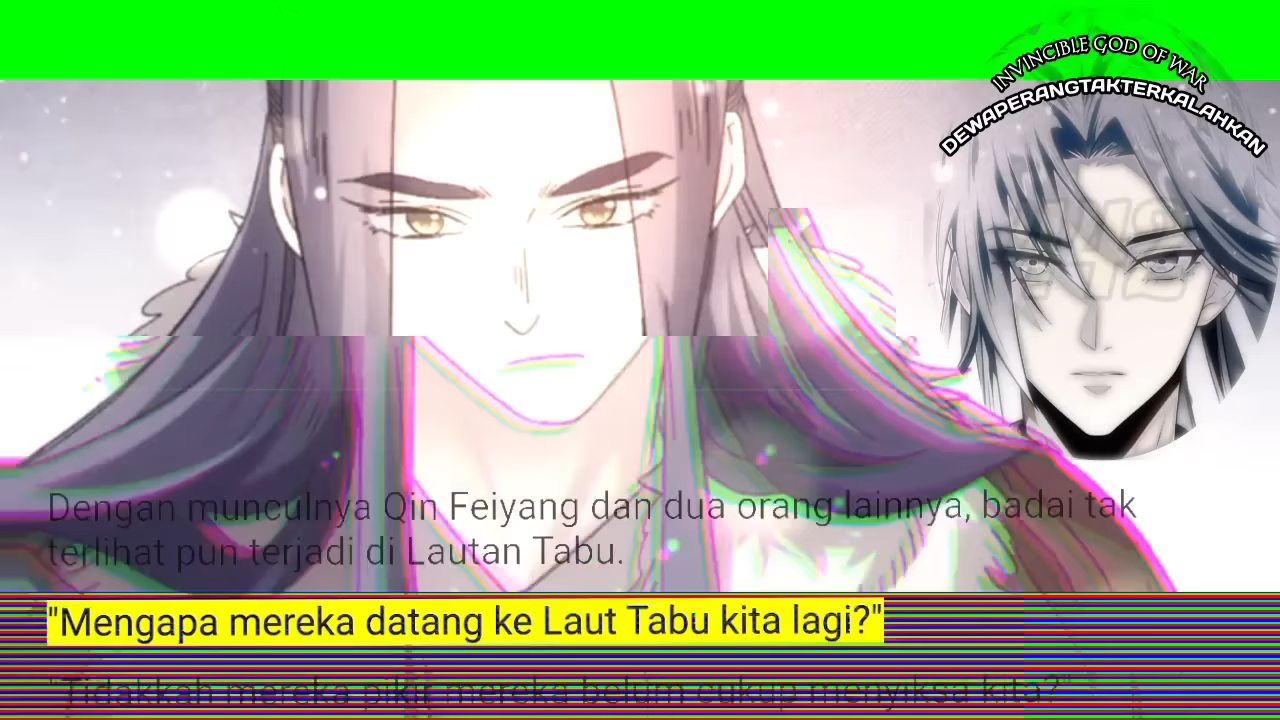 INVINCIBLE GOD OF WAR
DEWAPERANGTAKTERKALAHKAN
Dengan munculnya Qin Feiyang dan dua orang lainnya, badai tak
terlihat pun terjadi di Lautan Tabu.
"Mengapa mereka datang ke Laut Tabu kita lagi?"
"Tidakkah mereka pikir mereka belum cukup menyiksa kita?"